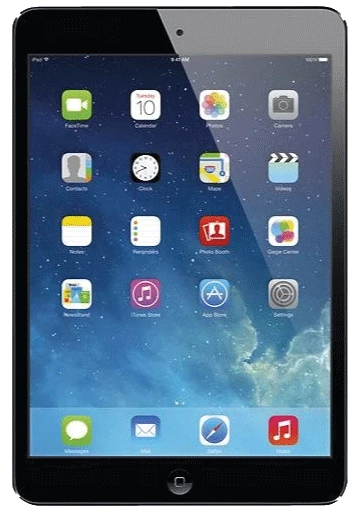 iPad 9:41 AM 100%
Tuesday
10
FaceTime Calendar Photos Camera
Contacts Clock Maps Videos
Notes Reminders Photo Booth Game Center
Newsstand iTunes Store App Store Settings
Messages Mail Safari Music